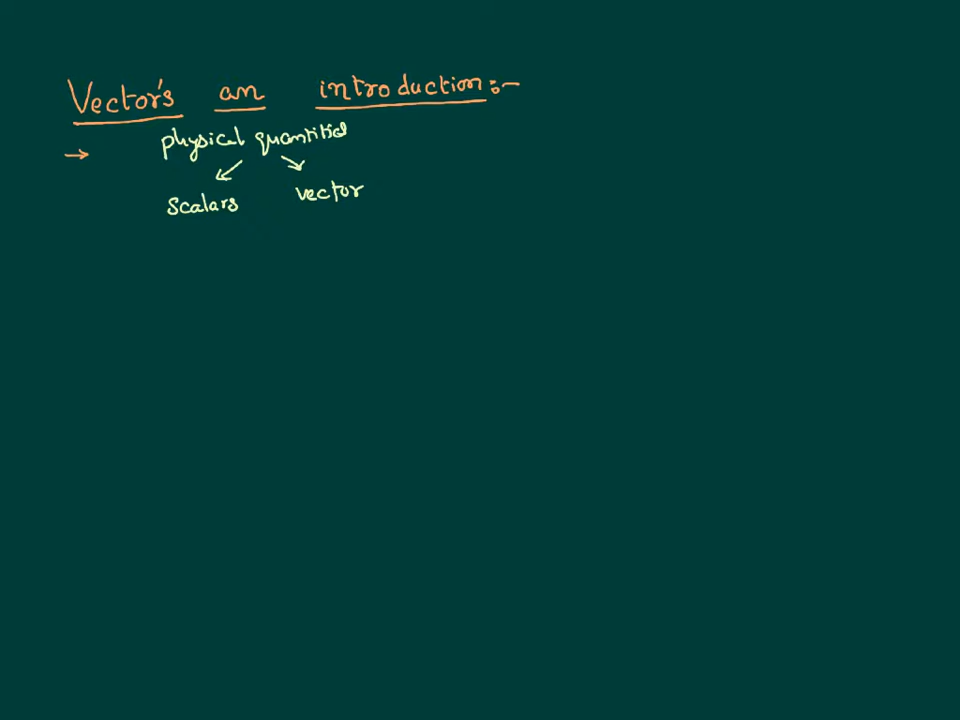 Vector's an introduction:-
→ physical quantities
scalars vector